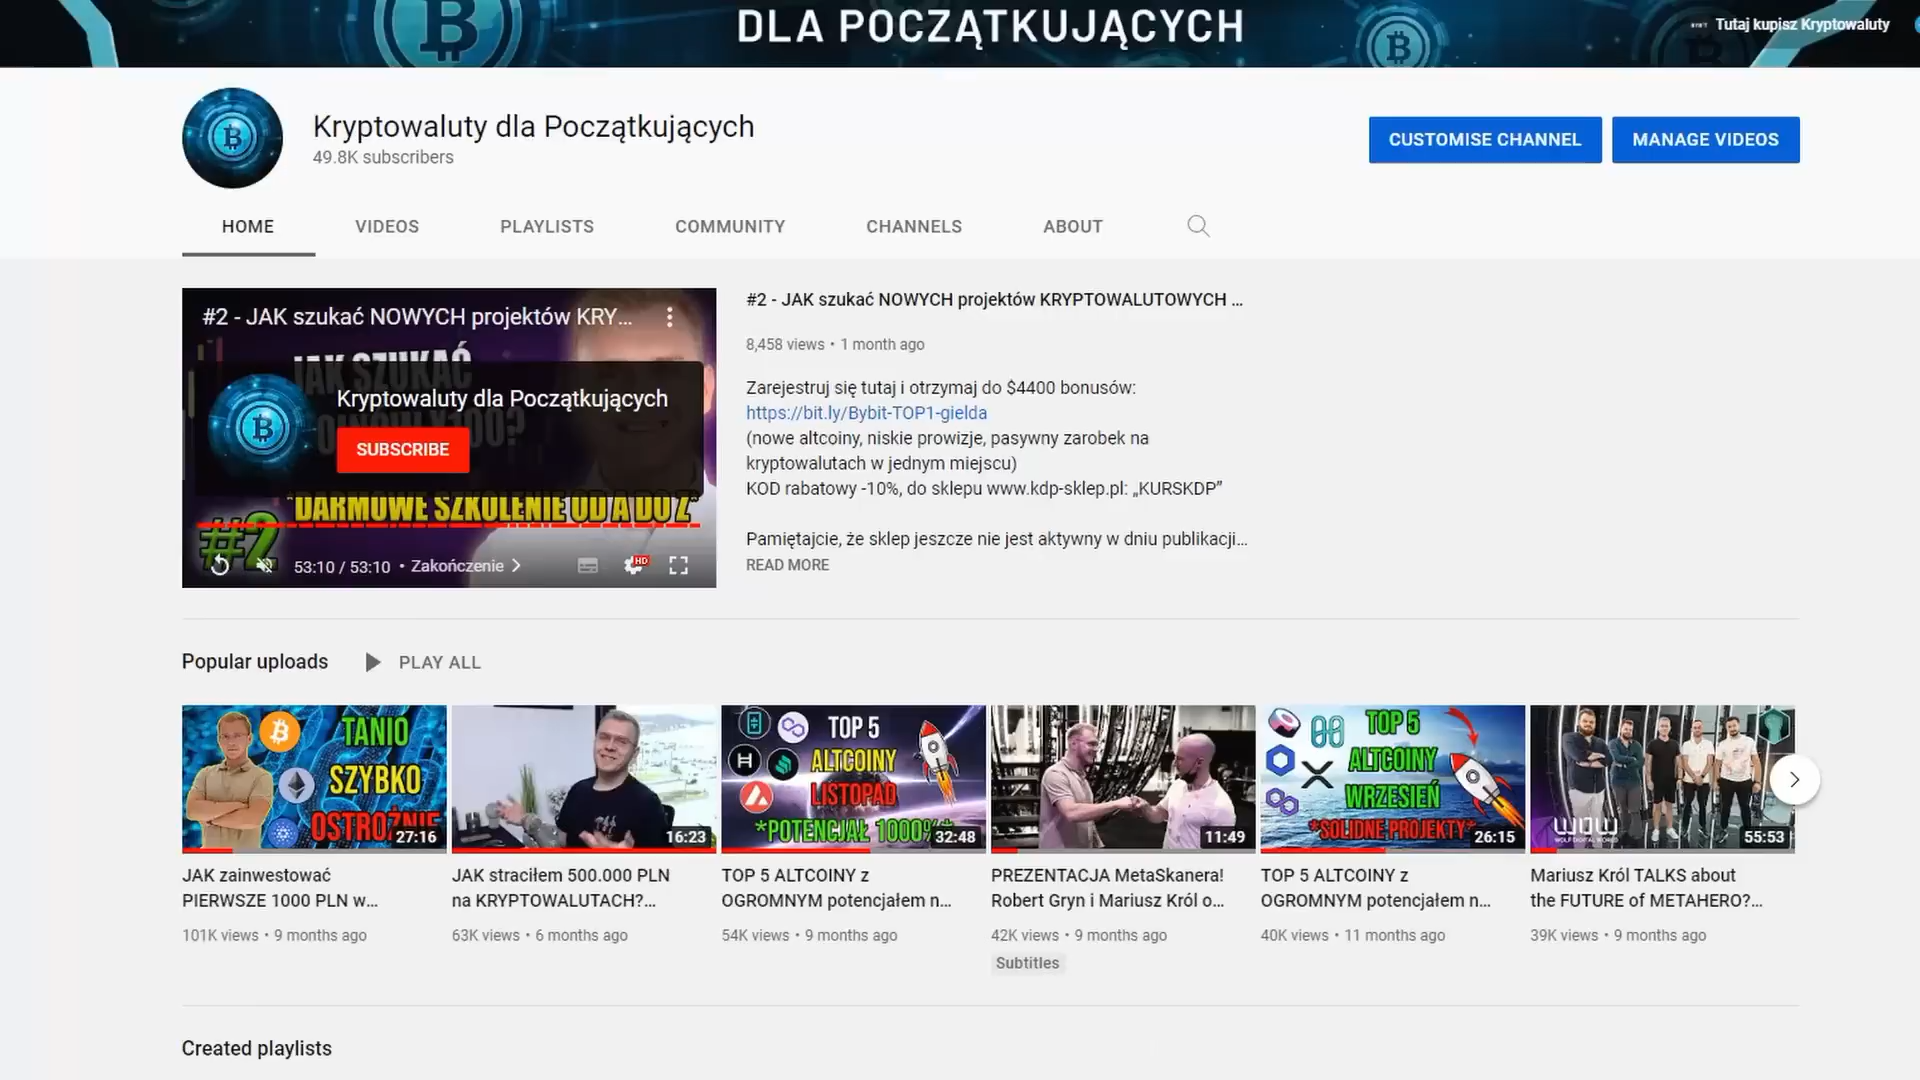 DLA POCZĄTKUJĄCYCH
Tutaj kupisz Kryptowaluty
Kryptowaluty dla Początkujących
49.8K subscribers
CUSTOMISE CHANNEL
MANAGE VIDEOS
HOME
VIDEOS
PLAYLISTS
COMMUNITY
CHANNELS
ABOUT
#2 - JAK szukać NOWYCH projektów KRY...
JAK SZUKAĆ
Kryptowaluty dla Początkujących
SUBSCRIBE
*DARMOWE SZKOLENIE OD A DO Z*
#2
53:10 / 53:10 • Zakończenie
HD
#2 - JAK szukać NOWYCH projektów KRYPTOWALUTOWYCH ...
8,458 views • 1 month ago
Zarejestruj się tutaj i otrzymaj do $4400 bonusów:
https://bit.ly/Bybit-TOP1-gielda
(nowe altcoiny, niskie prowizje, pasywny zarobek na
kryptowalutach w jednym miejscu)
KOD rabatowy -10%, do sklepu www.kdp-sklep.pl: „KURSKDP”
Pamiętajcie, że sklep jeszcze nie jest aktywny w dniu publikacji...
READ MORE
Popular uploads
PLAY ALL
TANIO
SZYBKO
OSTROŻNIE
27:16
16:23
TOP 5
ALTCOINY
LISTOPAD
*POTENCJAŁ 1000%*
32:48
11:49
TOP 5
ALTCOINY
WRZESIEŃ
*SOLIDNE PROJEKTY*
26:15
WOW
55:53
JAK zainwestować
PIERWSZE 1000 PLN w...
101K views • 9 months ago
JAK straciłem 500.000 PLN
na KRYPTOWALUTACH?...
63K views • 6 months ago
TOP 5 ALTCOINY z
OGROMNYM potencjałem n...
54K views • 9 months ago
PREZENTACJA MetaSkanera!
Robert Gryn i Mariusz Król o...
42K views • 9 months ago
Subtitles
TOP 5 ALTCOINY z
OGROMNYM potencjałem n...
40K views • 11 months ago
Mariusz Król TALKS about
the FUTURE of METAHERO?...
39K views • 9 months ago
Created playlists